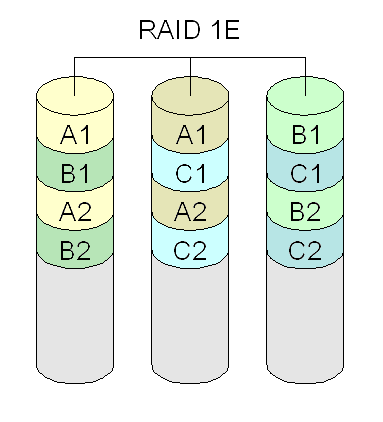 RAID 1E
A1 A1 B1
B1 C1 C1
A2 A2 B2
B2 C2 C2